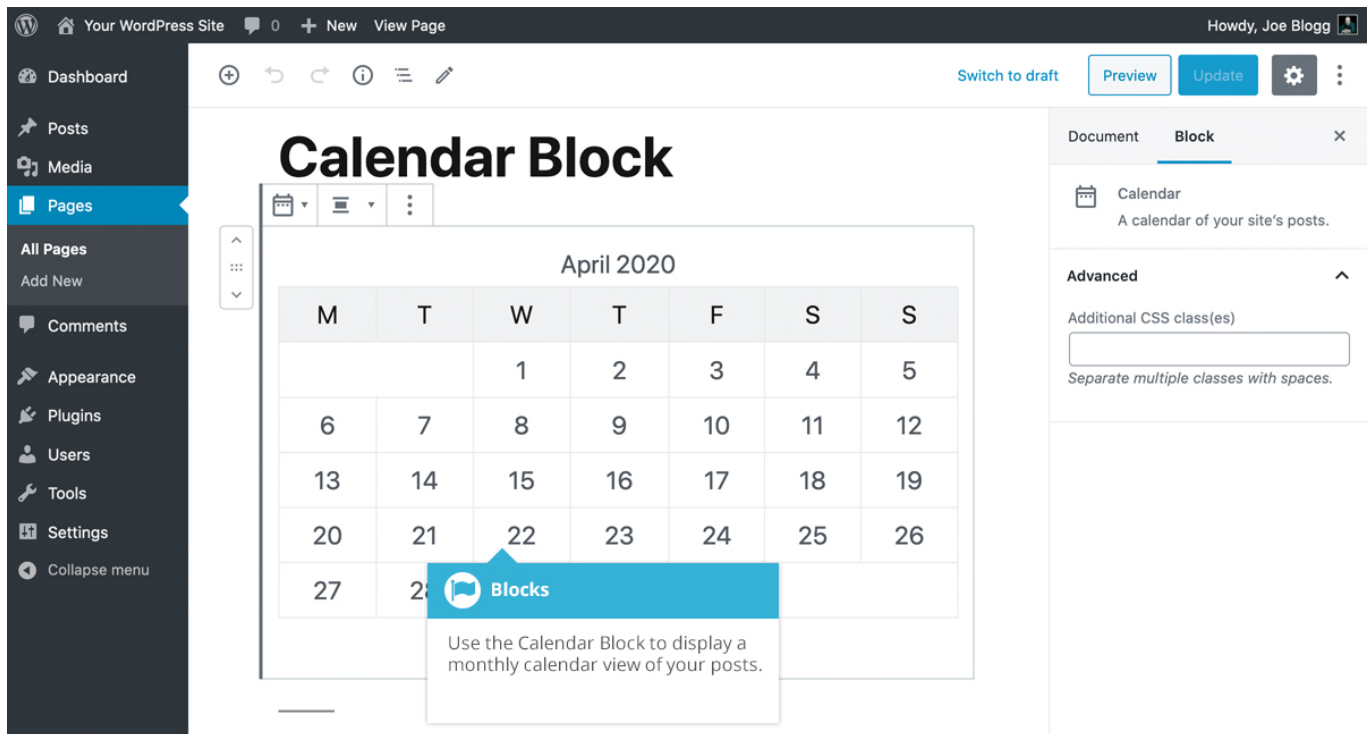 Your WordPress Site 0 New View Page Howdy, Joe Blogg
Dashboard
Posts
Media
Pages
All Pages
Add New
Comments
Appearance
Plugins
Users
Tools
Settings
Collapse menu
Switch to draft Preview Update
Calendar Block
April 2020
M T W T F S S
1 2 3 4 5
6 7 8 9 10 11 12
13 14 15 16 17 18 19
20 21 22 23 24 25 26
27
Blocks
Use the Calendar Block to display a
monthly calendar view of your posts.
Document Block
Calendar
A calendar of your site's posts.
Advanced
Additional CSS class(es)
Separate multiple classes with spaces.